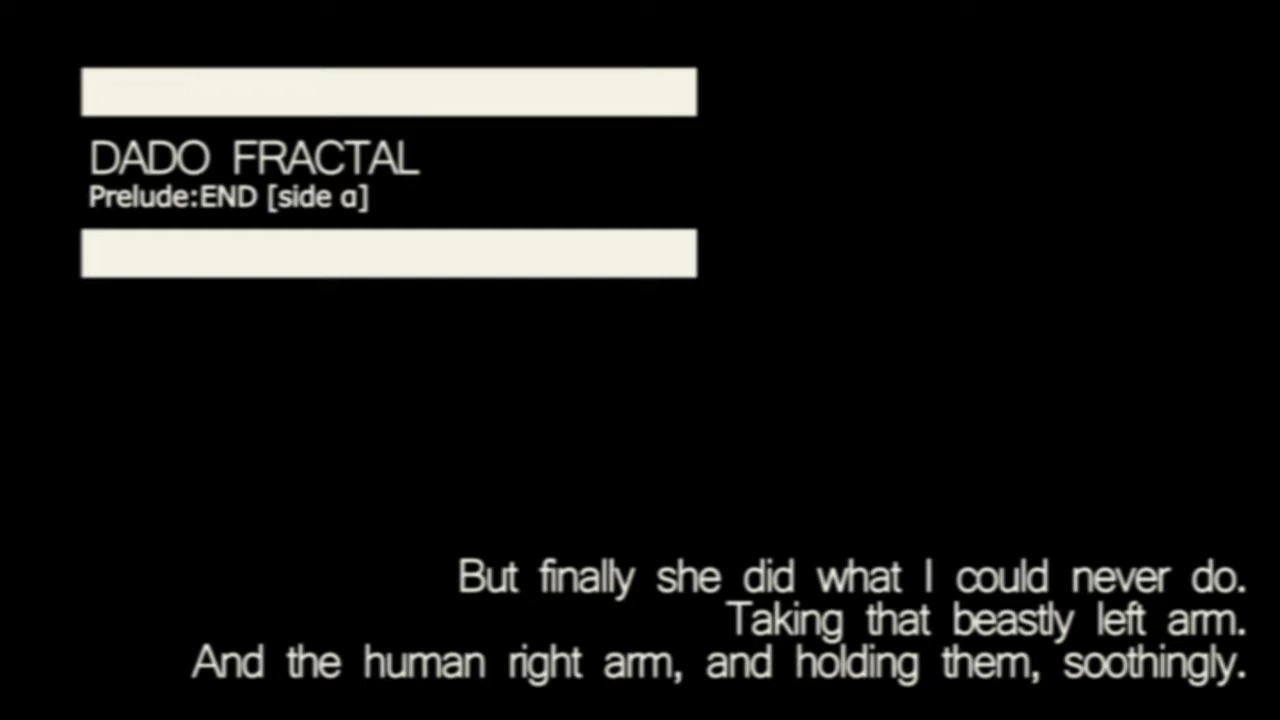 DADO FRACTAL
Prelude:END [side a]
But finally she did what I could never do.
Taking that beastly left arm.
And the human right arm, and holding them, soothingly.